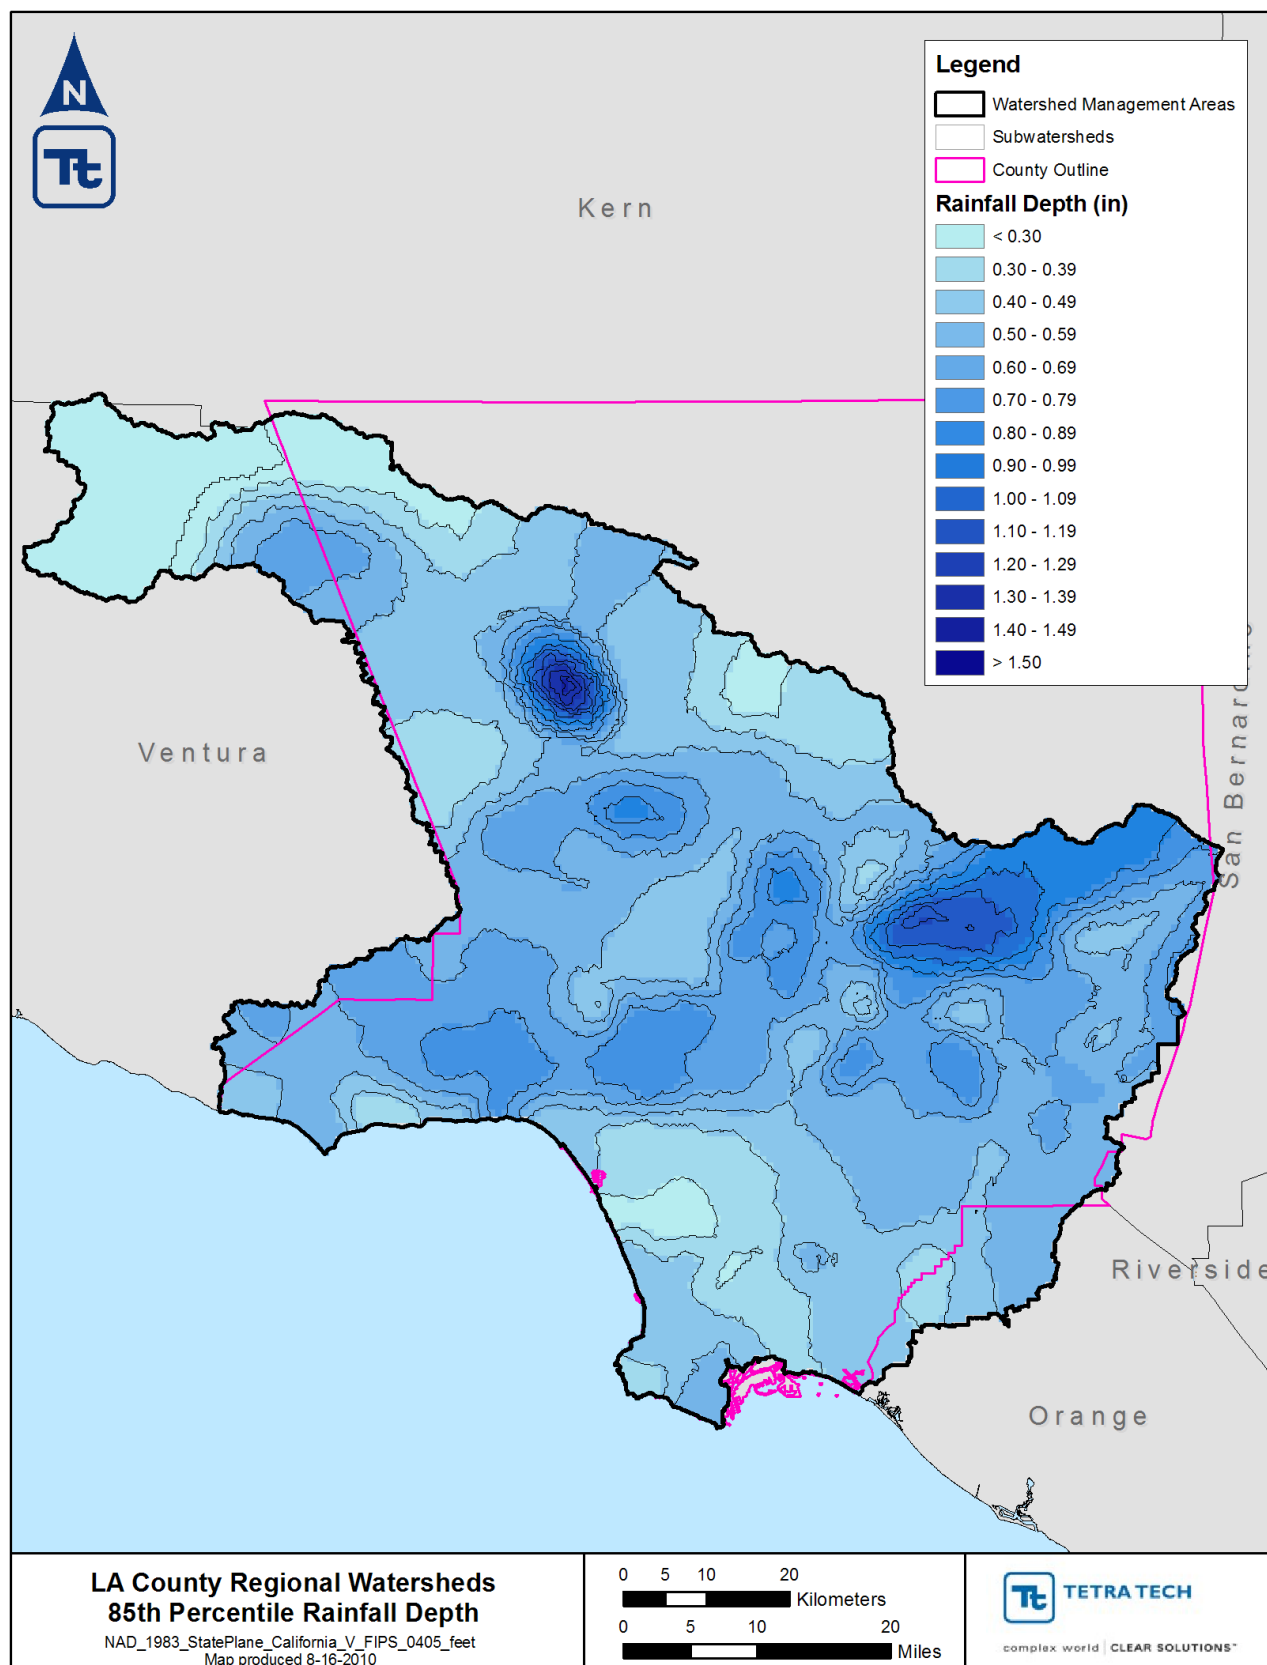 N
Tt
Legend
Watershed Management Areas
Subwatersheds
County Outline
Rainfall Depth (in)
< 0.30
0.30 - 0.39
0.40 - 0.49
0.50 - 0.59
0.60 - 0.69
0.70 - 0.79
0.80 - 0.89
0.90 - 0.99
1.00 - 1.09
1.10 - 1.19
1.20 - 1.29
1.30 - 1.39
1.40 - 1.49
> 1.50
Kern
Ventura
San Bernardino
Riverside
Orange
LA County Regional Watersheds
85th Percentile Rainfall Depth
NAD_1983_StatePlane_California_V_FIPS_0405_feet
Map produced 8-16-2010
0 5 10 20
Kilometers
0 5 10 20
Miles
Tt TETRA TECH
complex world | CLEAR SOLUTIONS™